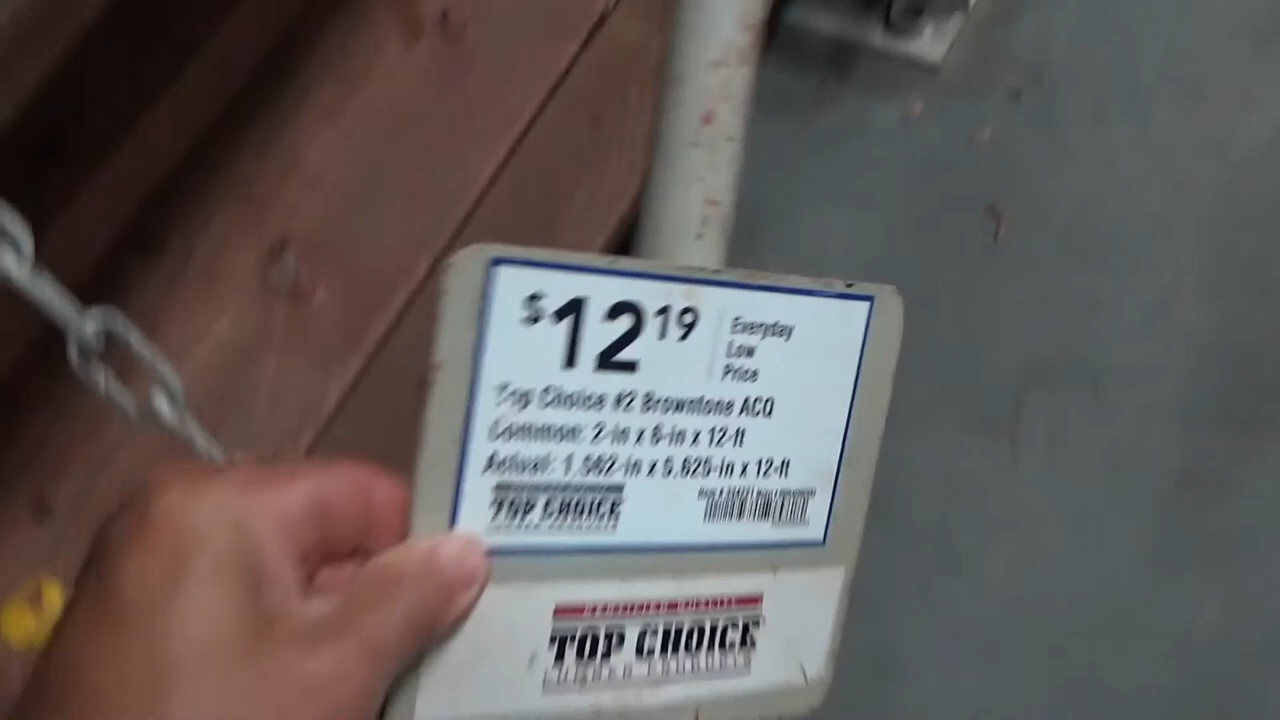 $12 19
Everyday
Low
Price
Top Choice #2 Browntone ACQ
Common: 2-in x 6-in x 12-ft
Actual: 1.562-in x 5.625-in x 12-ft
TOP CHOICE
TOP CHOICE